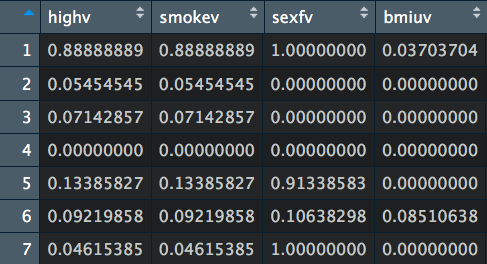 highv smokev sexfv bmiuv
1 0.88888889 0.88888889 1.00000000 0.03703704
2 0.05454545 0.05454545 0.00000000 0.00000000
3 0.07142857 0.07142857 0.00000000 0.00000000
4 0.00000000 0.00000000 0.00000000 0.00000000
5 0.13385827 0.13385827 0.91338583 0.00000000
6 0.09219858 0.09219858 0.10638298 0.08510638
7 0.04615385 0.04615385 1.00000000 0.00000000